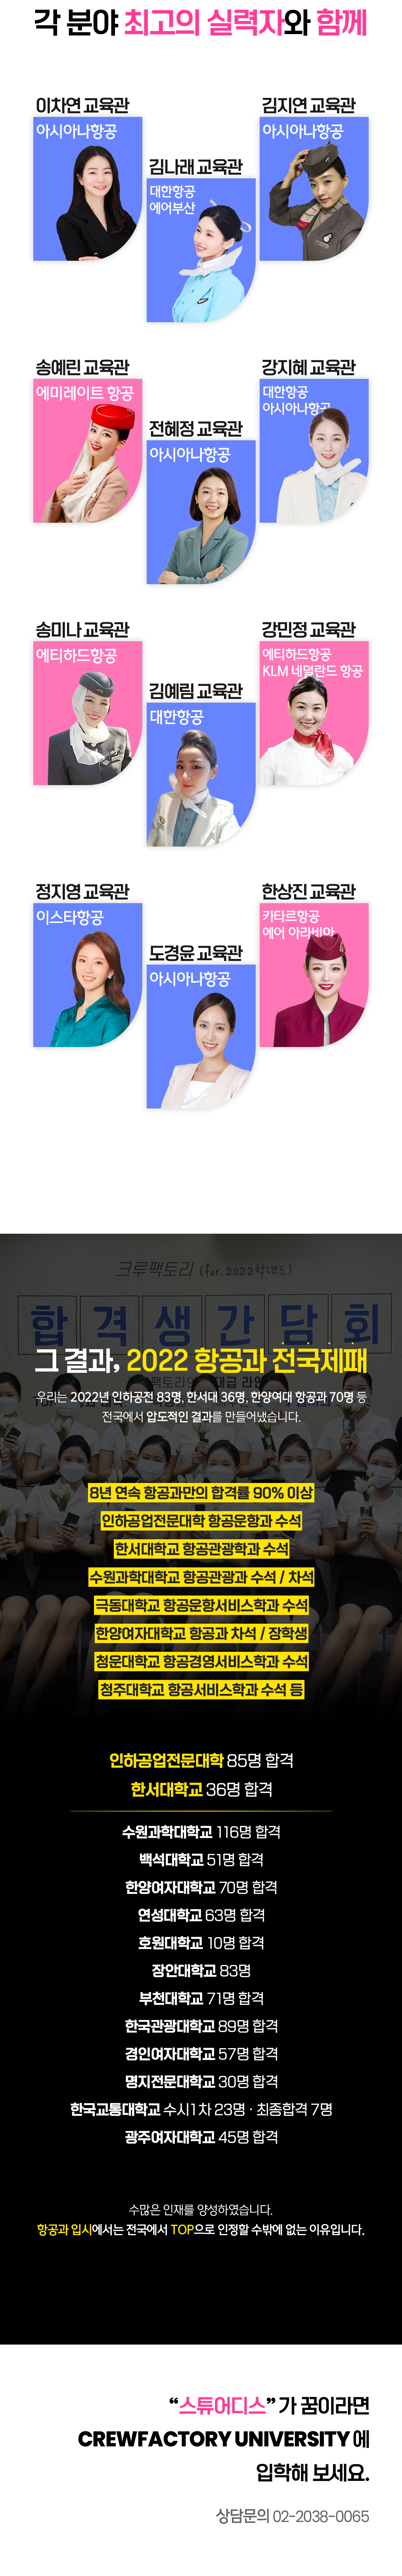 각 분야 최고의 실력자와 함께
이차연 교육관
아시아나항공
김나래 교육관
대한항공
에어부산
김지연 교육관
아시아나항공
송예린 교육관
에미레이트 항공
전혜정 교육관
아시아나항공
강지혜 교육관
대한항공
아시아나항공
송미나 교육관
에티하드항공
김예림 교육관
대한항공
강민정 교육관
에티하드항공
KLM 네덜란드 항공
정지영 교육관
이스타항공
도경윤 교육관
아시아나항공
한상진 교육관
카타르항공
에어 아라비아
크루팩토리 (for.2022학년도)
합격생간담회
그 결과, 2022 항공과 전국제패
우리는 2022년 인하공전 83명, 한서대 36명, 한양여대 항공과 70명 등
전국에서 압도적인 결과를 만들어냈습니다.
8년 연속 항공과만의 합격률 90% 이상
인하공업전문대학 항공운항과 수석
한서대학교 항공관광학과 수석
수원과학대학교 항공관광과 수석 / 차석
극동대학교 항공운항서비스학과 수석
한양여자대학교 항공과 차석 / 장학생
청운대학교 항공경영서비스학과 수석
청주대학교 항공서비스학과 수석 등
인하공업전문대학 85명 합격
한서대학교 36명 합격
수원과학대학교 116명 합격
백석대학교 51명 합격
한양여자대학교 70명 합격
연성대학교 63명 합격
호원대학교 10명 합격
장안대학교 83명
부천대학교 71명 합격
한국관광대학교 89명 합격
경인여자대학교 57명 합격
명지전문대학교 30명 합격
한국교통대학교 수시1차 23명 · 최종합격 7명
광주여자대학교 45명 합격
수많은 인재를 양성하였습니다.
항공과 입시에서는 전국에서 TOP으로 인정할 수밖에 없는 이유입니다.
“스튜어디스” 가 꿈이라면
CREWFACTORY UNIVERSITY 에
입학해 보세요.
상담문의 02-2038-0065